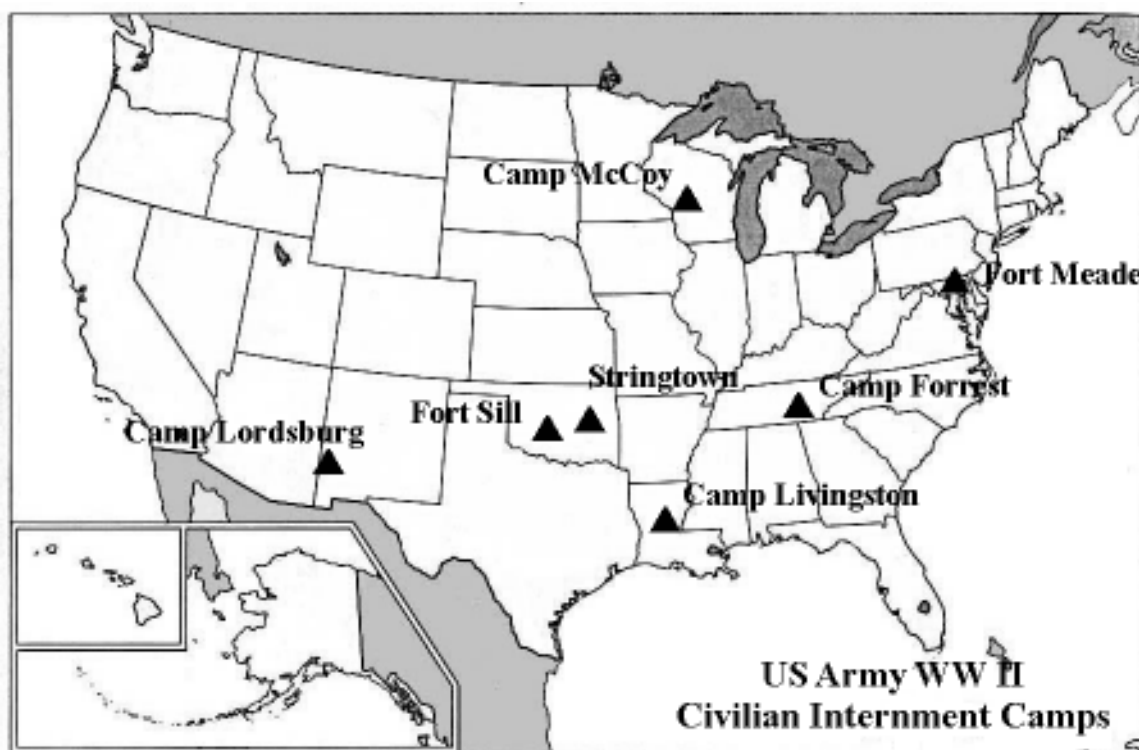 Camp McCoy
Fort Meade
Stringtown
Camp Forrest
Fort Sill
Camp Lordsburg
Camp Livingston
US Army WW II
Civilian Internment Camps